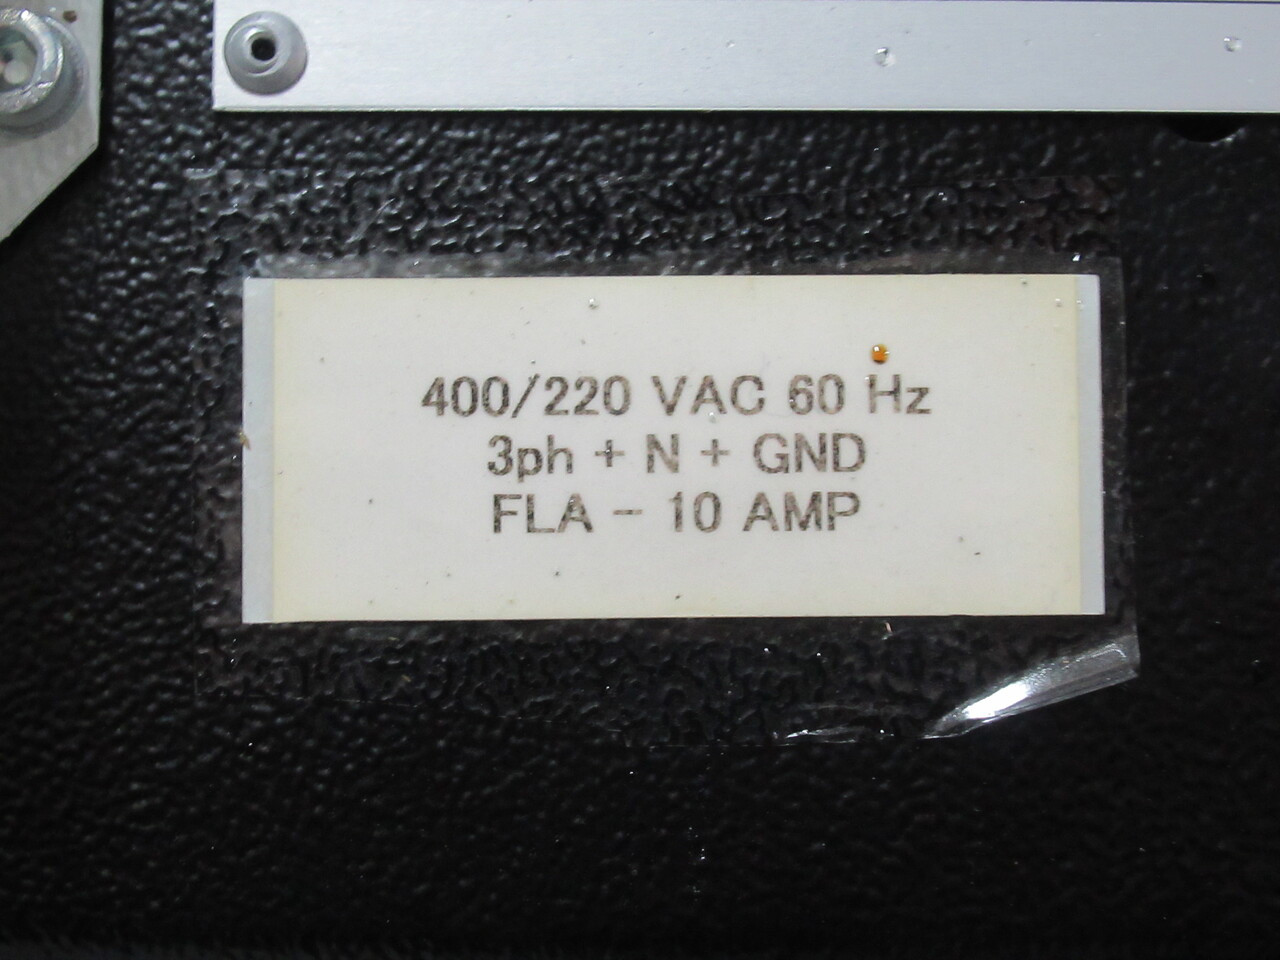 400/220 VAC 60 Hz
3ph + N + GND
FLA - 10 AMP